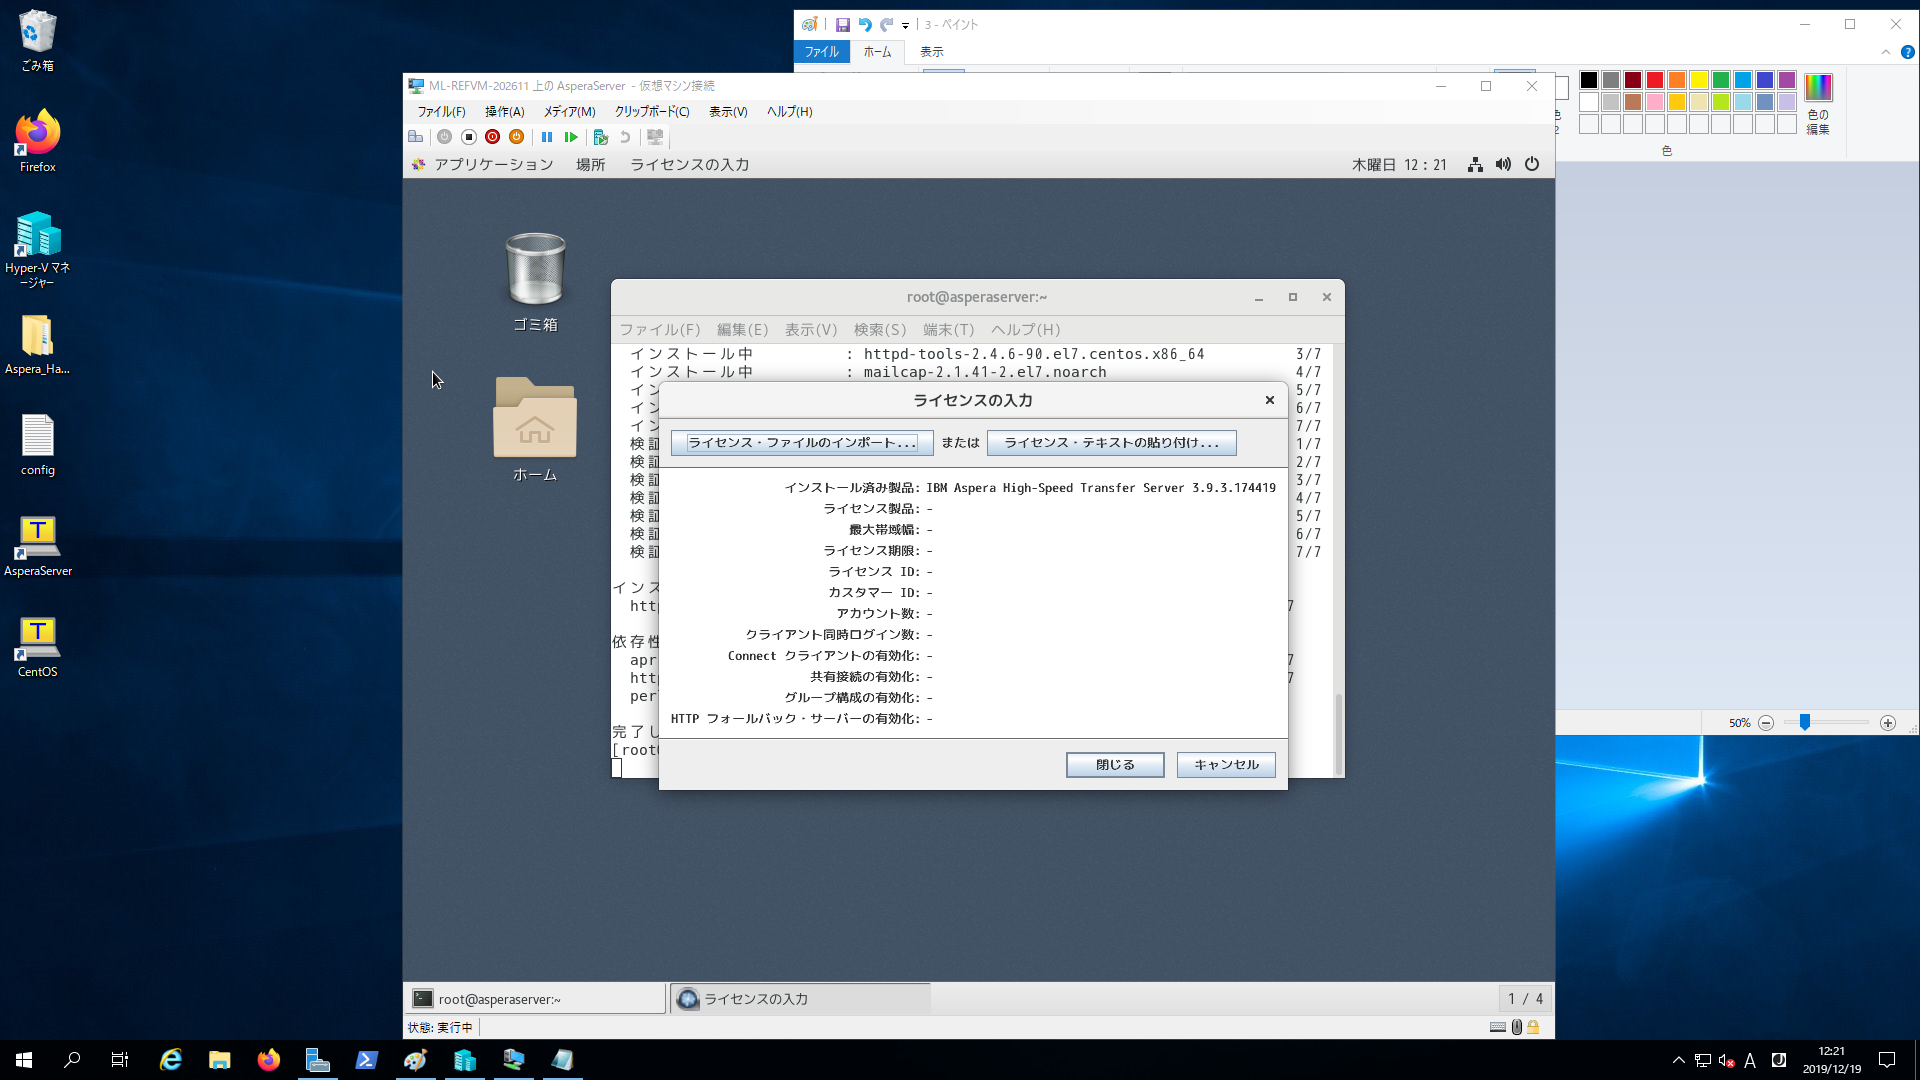 ごみ箱
Firefox
Hyper-V マネ
ージャー
Aspera_Ha...
config
AsperaServer
CentOS
3 - ペイント
ファイル
ホーム
表示
色の
編集
色
50%
ML-REFVM-202611 上の AsperaServer - 仮想マシン接続
ファイル(F) 操作(A) メディア(M) クリップボード(C) 表示(V) ヘルプ(H)
アプリケーション 場所 ライセンスの入力
木曜日 12：21
ゴミ箱
ホーム
root@asperaserver:~
ファイル(F) 編集(E) 表示(V) 検索(S) 端末(T) ヘルプ(H)
インストール中 : httpd-tools-2.4.6-90.el7.centos.x86_64 3/7
インストール中 : mailcap-2.1.41-2.el7.noarch 4/7
イン 5/7
イン 6/7
イン 7/7
検証 1/7
検証 2/7
検証 3/7
検証 4/7
検証 5/7
検証 6/7
検証 7/7
インス
htt 7
依存性
apr 7
htt 7
per
完了し
[root
ライセンスの入力
ライセンス・ファイルのインポート... または ライセンス・テキストの貼り付け...
インストール済み製品: IBM Aspera High-Speed Transfer Server 3.9.3.174419
ライセンス製品: -
最大帯域幅: -
ライセンス期限: -
ライセンス ID: -
カスタマー ID: -
アカウント数: -
クライアント同時ログイン数: -
Connect クライアントの有効化: -
共有接続の有効化: -
グループ構成の有効化: -
HTTP フォールバック・サーバーの有効化: -
閉じる キャンセル
root@asperaserver:~
ライセンスの入力
1 / 4
状態: 実行中
A
12:21
2019/12/19